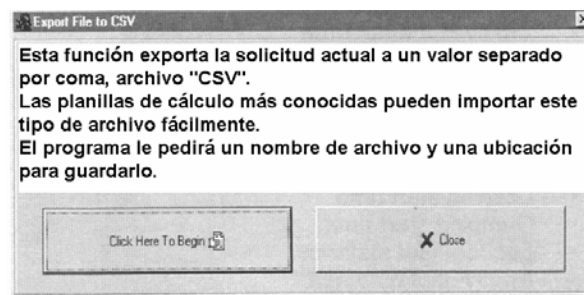 Export File to CSV
Esta función exporta la solicitud actual a un valor separado
por coma, archivo "CSV".
Las planillas de cálculo más conocidas pueden importar este
tipo de archivo fácilmente.
El programa le pedirá un nombre de archivo y una ubicación
para guardarlo.
Click Here To Begin
Close